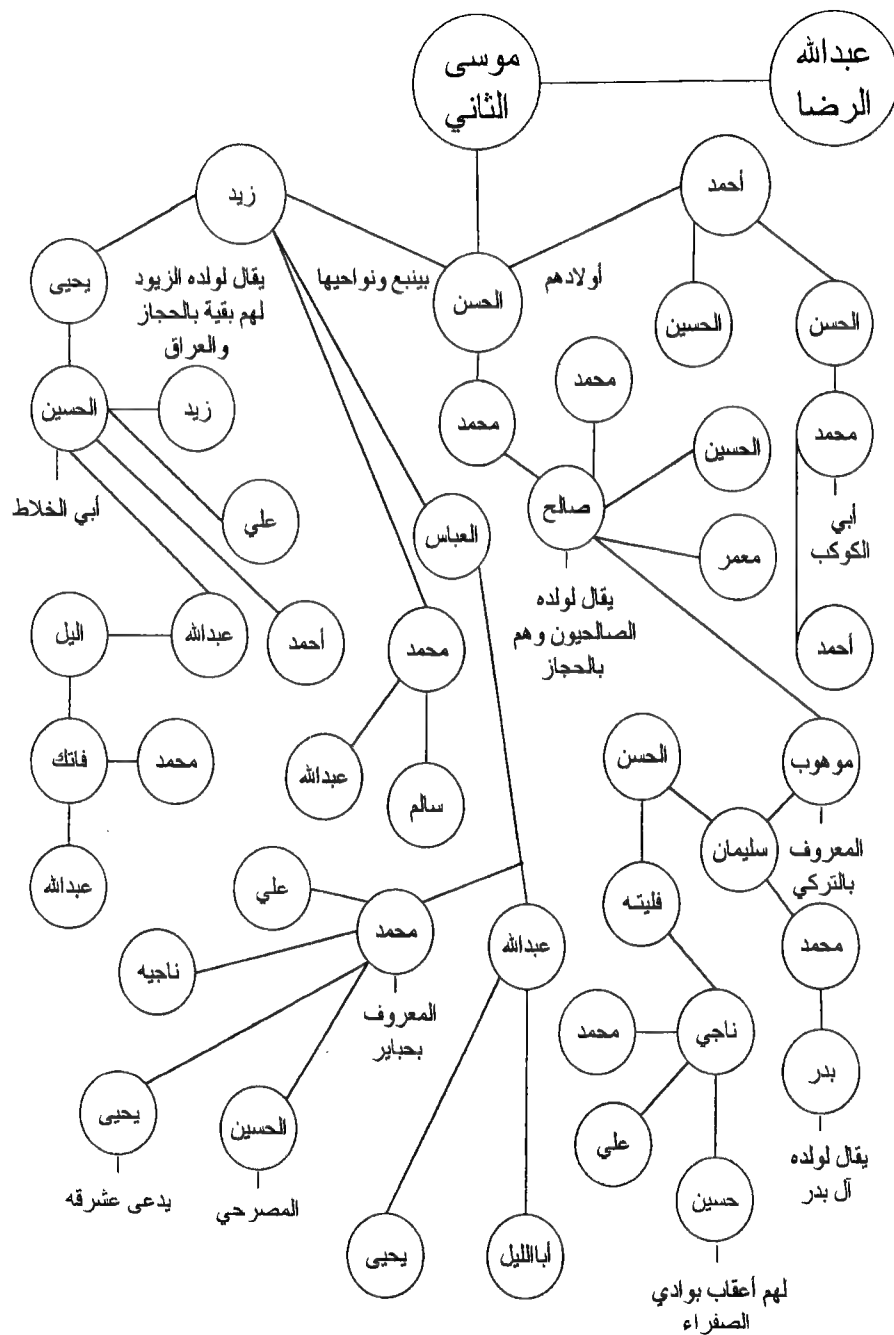 عبدالله
الرضا
موسى
الثاني
أحمد
زيد
الحسن
أولادهم
بينبع ونواحيها
يقال لولده الزيود
لهم بقية بالحجاز
والعراق
يحيى
الحسين
الحسن
محمد
محمد
الحسين
زيد
أبي الخلاط
محمد
أبي
الكوكب
الحسين
صالح
يقال لولده
الصالحيون وهم
بالحجاز
معمر
علي
العباس
أحمد
محمد
أحمد
عبدالله
اليل
الحسن
موهوب
المعروف
بالتركي
سليمان
فاتك
محمد
عبدالله
سالم
عبدالله
علي
فليته
محمد
محمد
المعروف
بحباير
عبدالله
ناجيه
ناجي
محمد
بدر
يقال لولده
آل بدر
يحيى
يدعى عشرقه
الحسين
المصرحي
علي
حسين
لهم أعقاب بوادي
الصفراء
أباالليل
يحيى